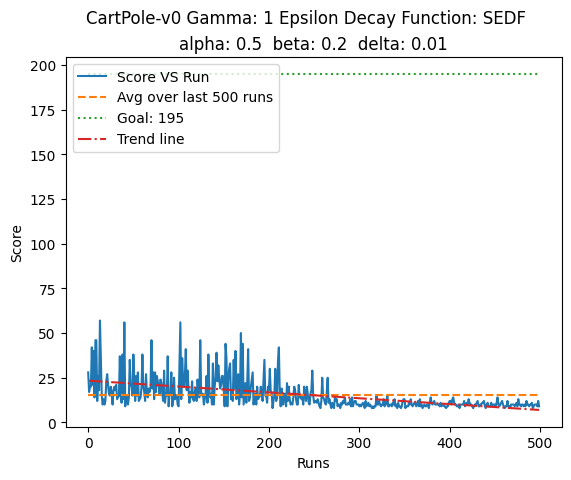 CartPole-v0 Gamma: 1 Epsilon Decay Function: SEDF
alpha: 0.5 beta: 0.2 delta: 0.01
200
175
150
125
100
75
50
25
0
Score
Score VS Run
Avg over last 500 runs
Goal: 195
Trend line
0 100 200 300 400 500
Runs